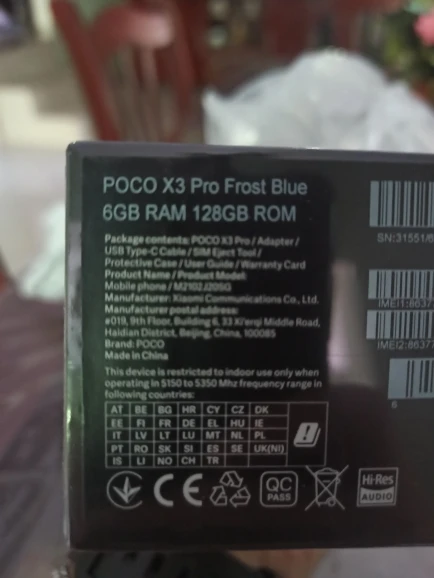 POCO X3 Pro Frost Blue
6GB RAM 128GB ROM
Package contents: POCO X3 Pro / Adapter /
USB Type-C Cable / SIM Eject Tool /
Protective Case / User Guide / Warranty Card
Product Name / Product Model:
Mobile phone / M2102J20SG
Manufacturer: Xiaomi Communications Co., Ltd.
Manufacturer postal address:
#019, 9th Floor, Building 6, 33 Xi'erqi Middle Road,
Haidian District, Beijing, China, 100085
Brand: POCO
Made in China
This device is restricted to indoor use only when
operating in 5150 to 5350 Mhz frequency range in
following countries:
AT BE BG HR CY CZ DK
EE FI FR DE EL HU IE
IT LV LT LU MT NL PL
PT RO SK SI ES SE UK(NI)
IS LI NO CH TR
CE
QC
PASS
Hi-Res
AUDIO
SN:31551/6
IMEI1:86377
IMEI2:86377
6